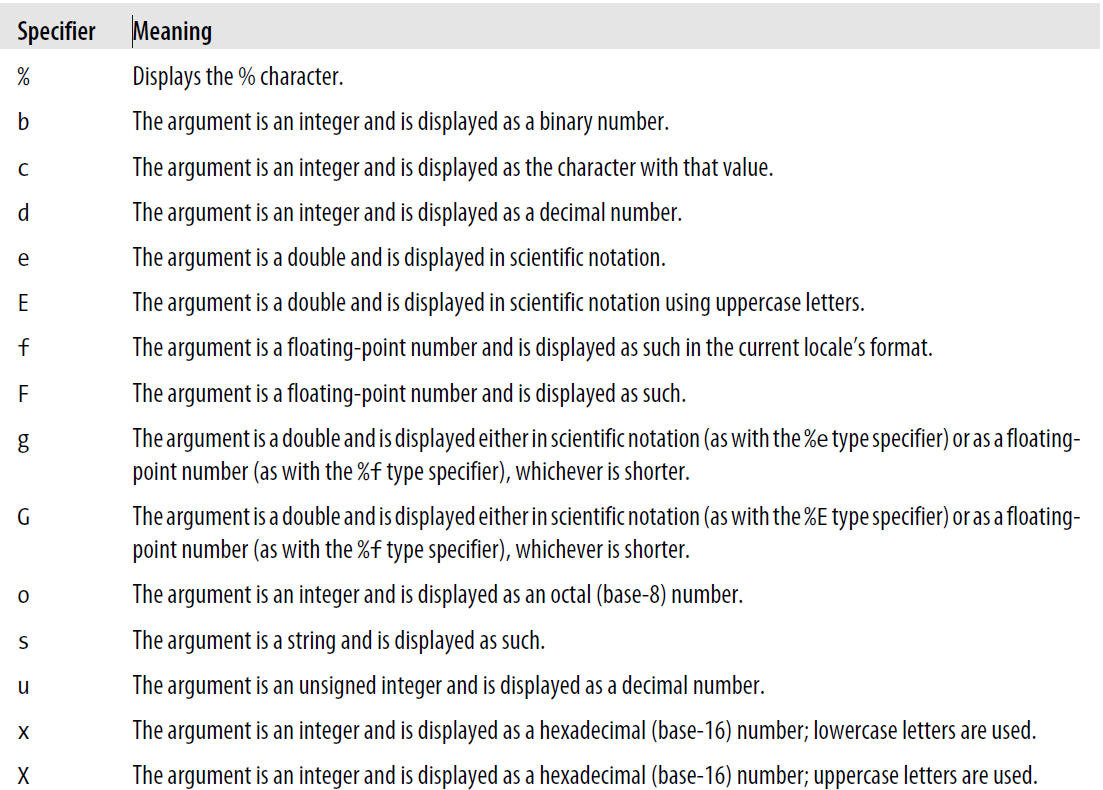 Specifier Meaning
% Displays the % character.
b The argument is an integer and is displayed as a binary number.
c The argument is an integer and is displayed as the character with that value.
d The argument is an integer and is displayed as a decimal number.
e The argument is a double and is displayed in scientific notation.
E The argument is a double and is displayed in scientific notation using uppercase letters.
f The argument is a floating-point number and is displayed as such in the current locale’s format.
F The argument is a floating-point number and is displayed as such.
g The argument is a double and is displayed either in scientific notation (as with the %e type specifier) or as a floating-
point number (as with the %f type specifier), whichever is shorter.
G The argument is a double and is displayed either in scientific notation (as with the %E type specifier) or as a floating-
point number (as with the %f type specifier), whichever is shorter.
o The argument is an integer and is displayed as an octal (base-8) number.
s The argument is a string and is displayed as such.
u The argument is an unsigned integer and is displayed as a decimal number.
x The argument is an integer and is displayed as a hexadecimal (base-16) number; lowercase letters are used.
X The argument is an integer and is displayed as a hexadecimal (base-16) number; uppercase letters are used.